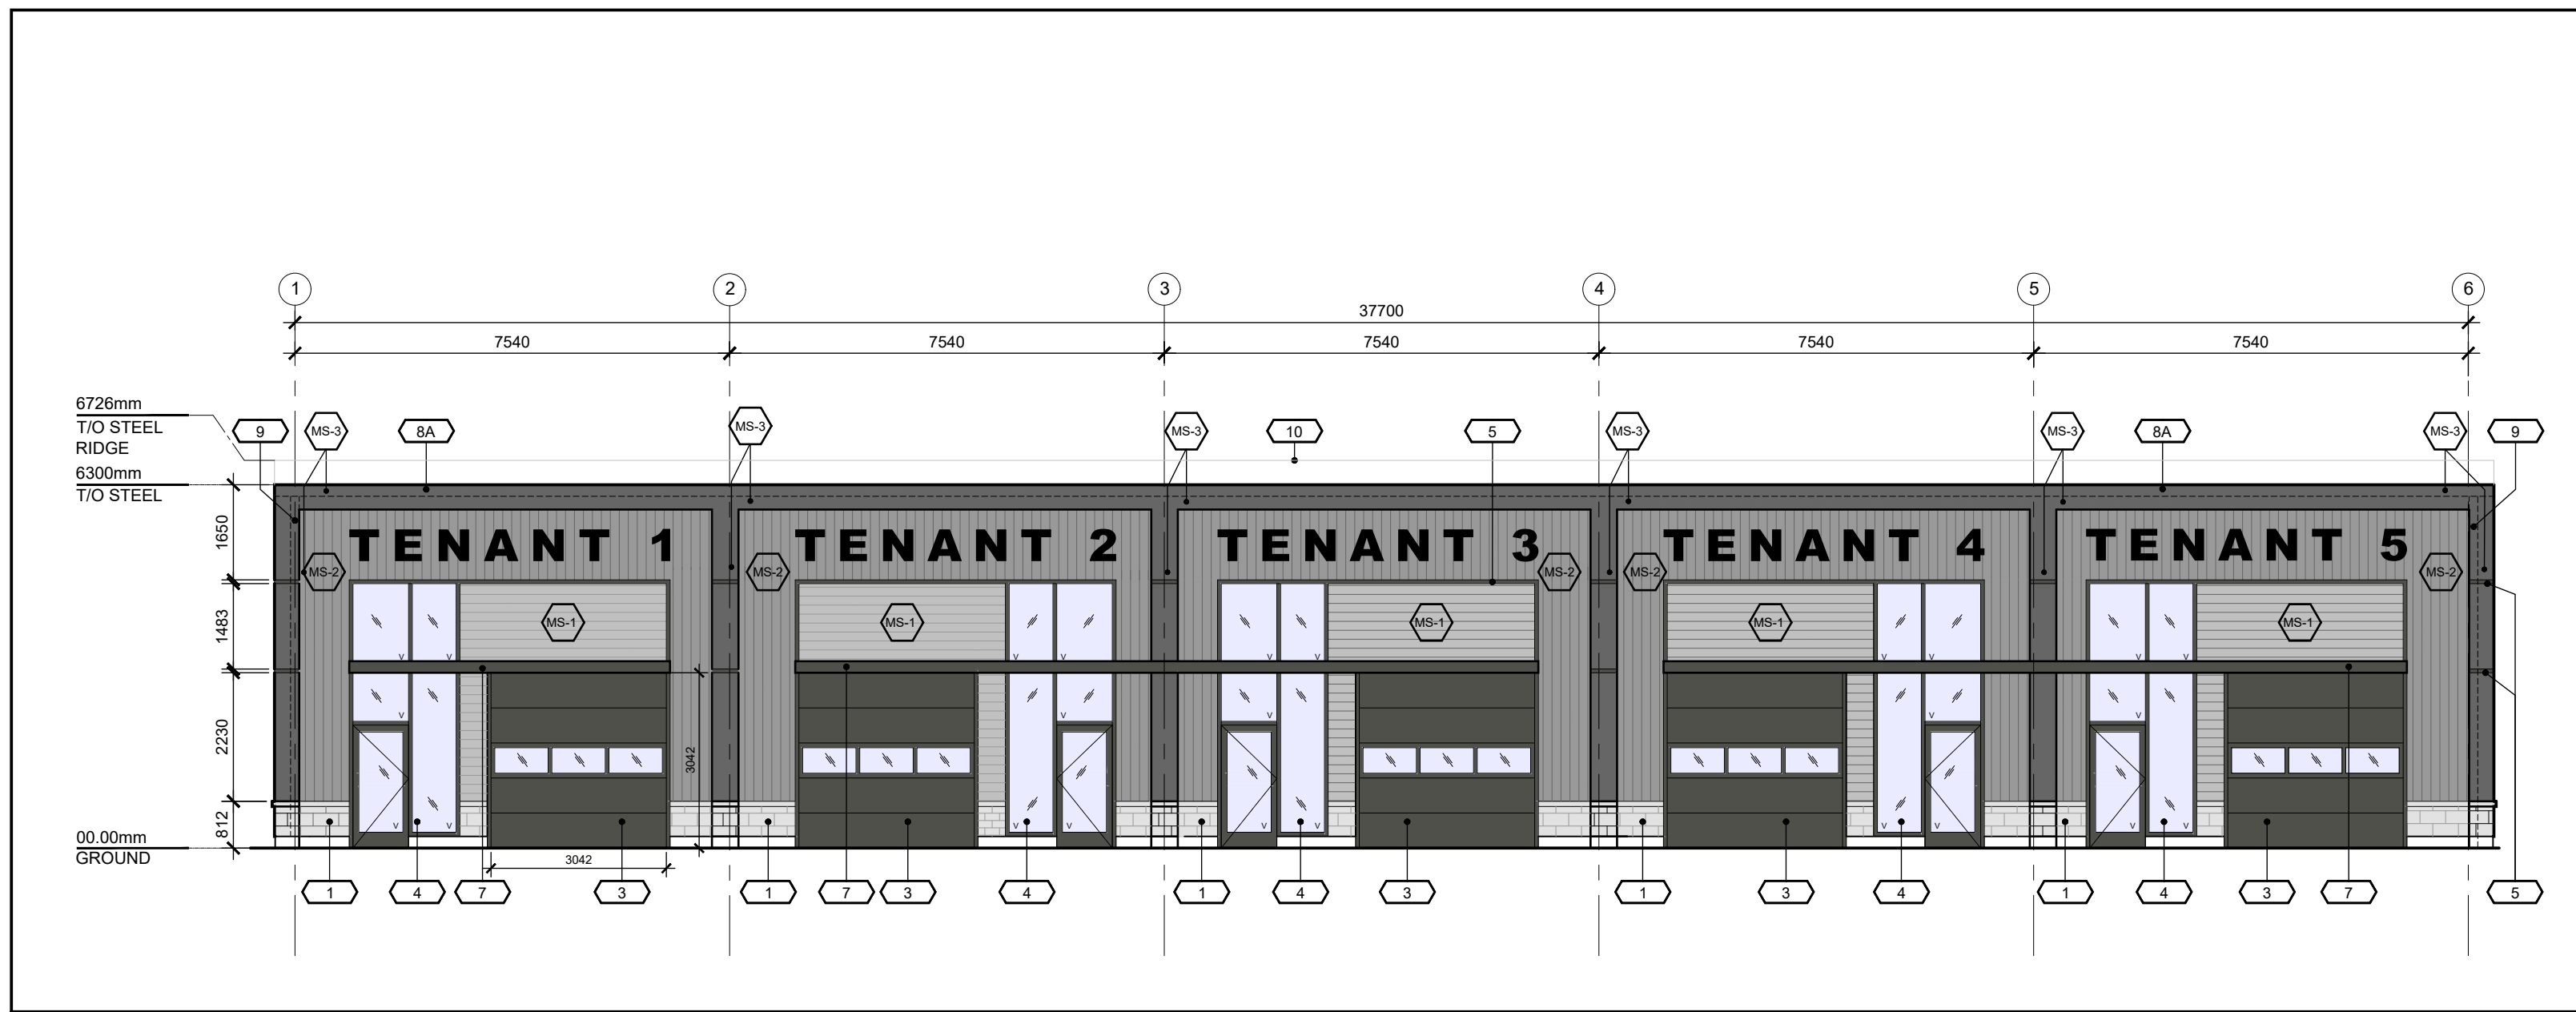 1 2 3 4 5 6
37700
7540 7540 7540 7540 7540
6726mm
T/O STEEL
RIDGE
9 MS-3 8A MS-3 MS-3 10 5 MS-3 MS-3 8A MS-3 9
6300mm
T/O STEEL
1650
TENANT 1 TENANT 2 TENANT 3 TENANT 4 TENANT 5
MS-2 MS-2 MS-2 MS-2 MS-2
1483
MS-1 MS-1 MS-1 MS-1 MS-1
V V V V V V V V V V
2230
V V V V V
3042
812
V V V V V V V V V V
00.00mm
GROUND
3042
1 4 7 3 1 7 3 4 1 4 3 1 3 4 1 4 3 7 5